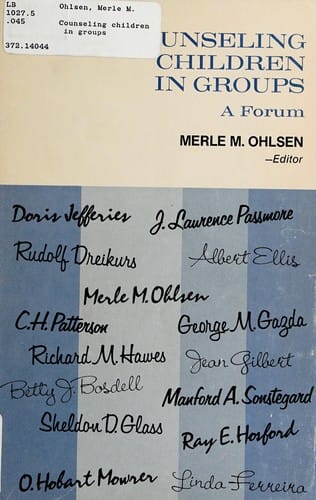 LB Ohlsen, Merle M.
1027.5
.O45 Counseling children
in groups
372.14044
UNSELING
CHILDREN
IN GROUPS
A Forum
MERLE M. OHLSEN
—Editor
Doris Jefferies J. Laurence Passmore
Rudolf Dreikurs Albert Ellis
Merle M. Ohlsen
C.H. Patterson George M. Gazda
Richard M. Hawes Jean Gilbert
Betty J. Bosdell Manford A. Sonstegard
Sheldon D. Glass Ray E. Hosford
O. Hobart Mowrer Linda Ferreira